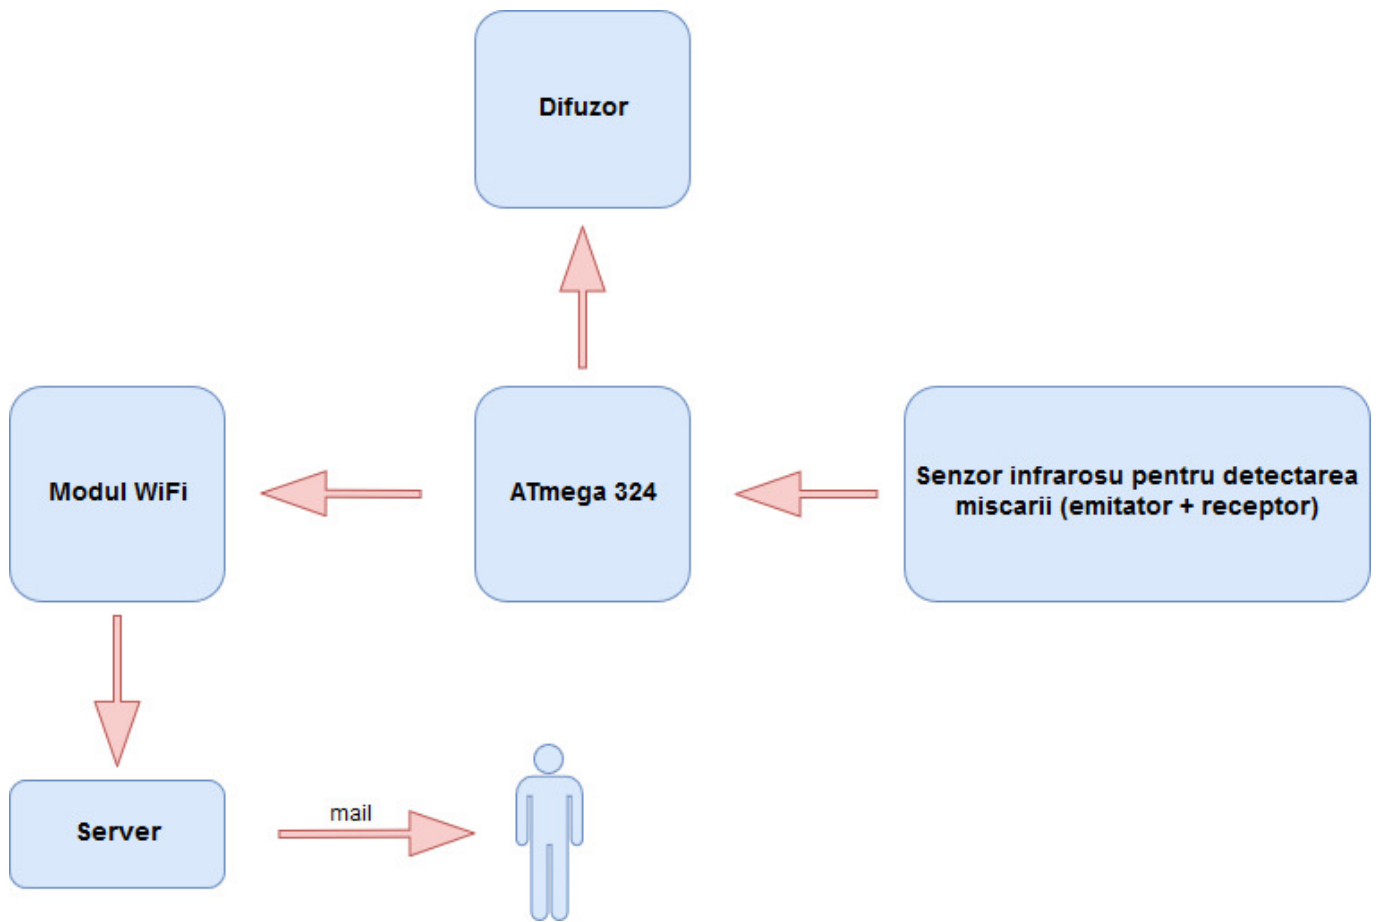 Difuzor
Modul WiFi
ATmega 324
Senzor infrarosu pentru detectarea
miscarii (emitator + receptor)
Server
mail